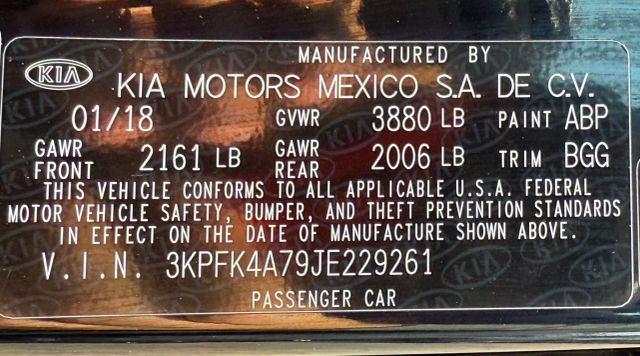 MANUFACTURED BY
KIA KIA MOTORS MEXICO S.A. DE C.V.
01/18 GVWR 3880 LB PAINT ABP
GAWR FRONT 2161 LB GAWR REAR 2006 LB TRIM BGG
THIS VEHICLE CONFORMS TO ALL APPLICABLE U.S.A. FEDERAL
MOTOR VEHICLE SAFETY, BUMPER, AND THEFT PREVENTION STANDARDS
IN EFFECT ON THE DATE OF MANUFACTURE SHOWN ABOVE.
V.I.N. 3KPFK4A79JE229261
PASSENGER CAR